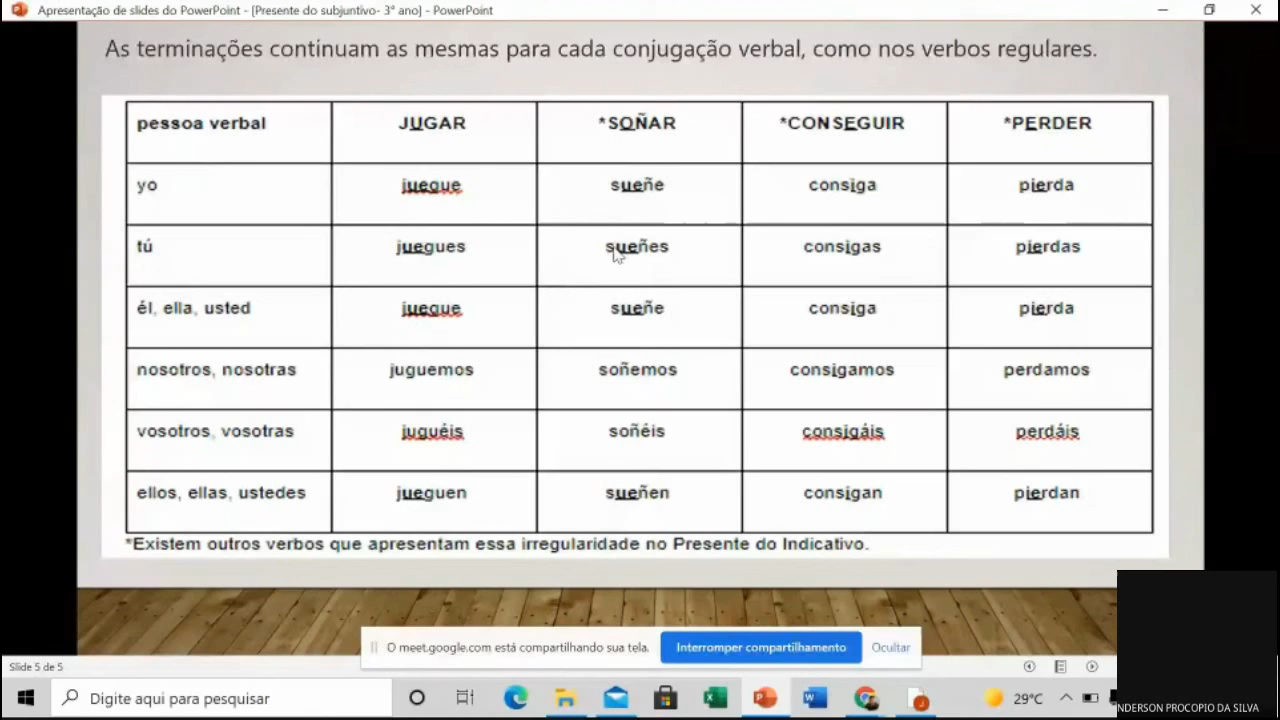 Apresentação de slides do PowerPoint - [Presente do subjuntivo- 3° ano] - PowerPoint
As terminações continuam as mesmas para cada conjugação verbal, como nos verbos regulares.
pessoa verbal JUGAR *SOÑAR *CONSEGUIR *PERDER
yo juegue sueñe consiga pierda
tú juegues sueñes consigas pierdas
él, ella, usted juegue sueñe consiga pierda
nosotros, nosotras juguemos soñemos consigamos perdamos
vosotros, vosotras juguéis soñéis consigáis perdáis
ellos, ellas, ustedes jueguen sueñen consigan pierdan
*Existem outros verbos que apresentam essa irregularidade no Presente do Indicativo.
O meet.google.com está compartilhando sua tela. Interromper compartilhamento Ocultar
Slide 5 de 5
Digite aqui para pesquisar 29°C
NDERSON PROCOPIO DA SILVA